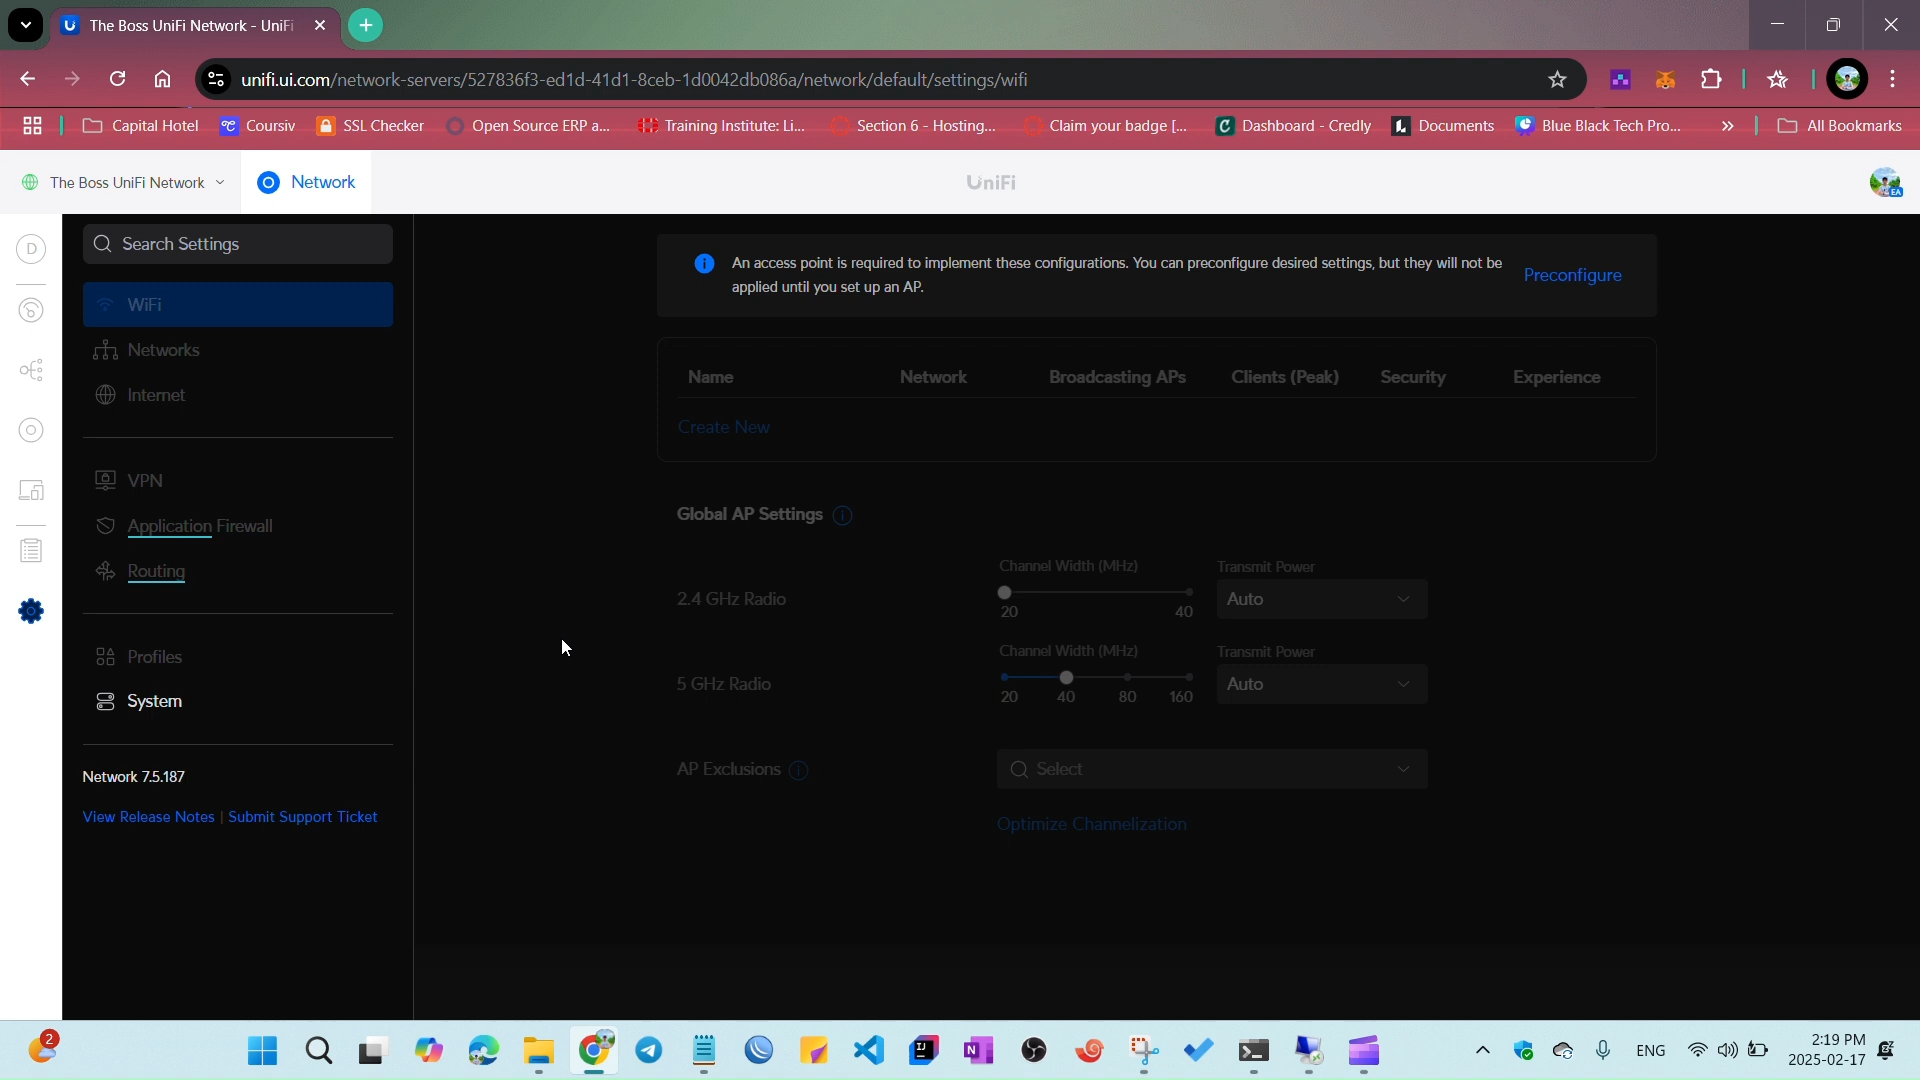 The Boss UniFi Network - UniFi
unifi.ui.com/network-servers/527836f3-ed1d-41d1-8ceb-1d0042db086a/network/default/settings/wifi
Capital Hotel
Coursiv
SSL Checker
Open Source ERP a...
Training Institute: Li...
Section 6 - Hosting...
Claim your badge [...
Dashboard - Credly
Documents
Blue Black Tech Pro...
All Bookmarks
The Boss UniFi Network
Network
UniFi
EA
D
Search Settings
WiFi
Networks
Internet
VPN
Application Firewall
Routing
Profiles
System
Network 7.5.187
View Release Notes | Submit Support Ticket
An access point is required to implement these configurations. You can preconfigure desired settings, but they will not be
applied until you set up an AP.
Preconfigure
Name Network Broadcasting APs Clients (Peak) Security Experience
Create New
Global AP Settings
Channel Width (MHz) Transmit Power
2.4 GHz Radio
Auto
20 40
Channel Width (MHz) Transmit Power
5 GHz Radio
Auto
20 40 80 160
AP Exclusions
Select
Optimize Channelization
2
ENG
2:19 PM
2025-02-17